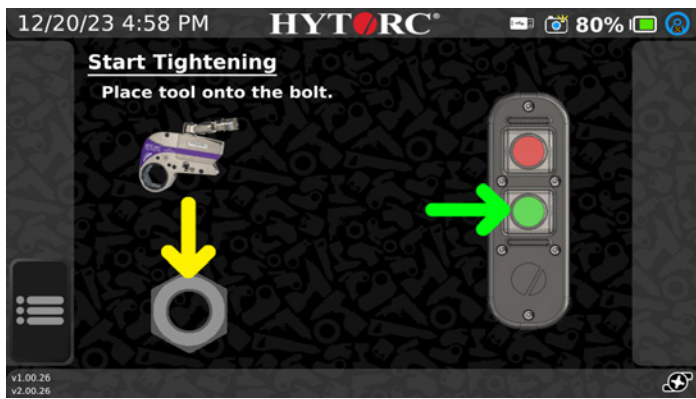 12/20/23 4:58 PM HYTORC® 80%
Start Tightening
Place tool onto the bolt.
v1.00.26
v2.00.26